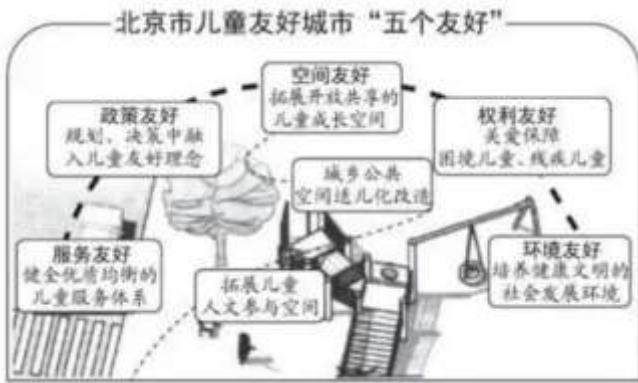 北京市儿童友好城市“五个友好”
空间友好
拓展开放共享的
儿童成长空间
政策友好
规划、决策中融
入儿童友好理念
权利友好
关爱保障
困境儿童、残疾儿童
城乡公共
空间适儿化改造
服务友好
健全优质均衡的
儿童服务体系
拓展儿童
人文参与空间
环境友好
培养健康文明的
社会发展环境